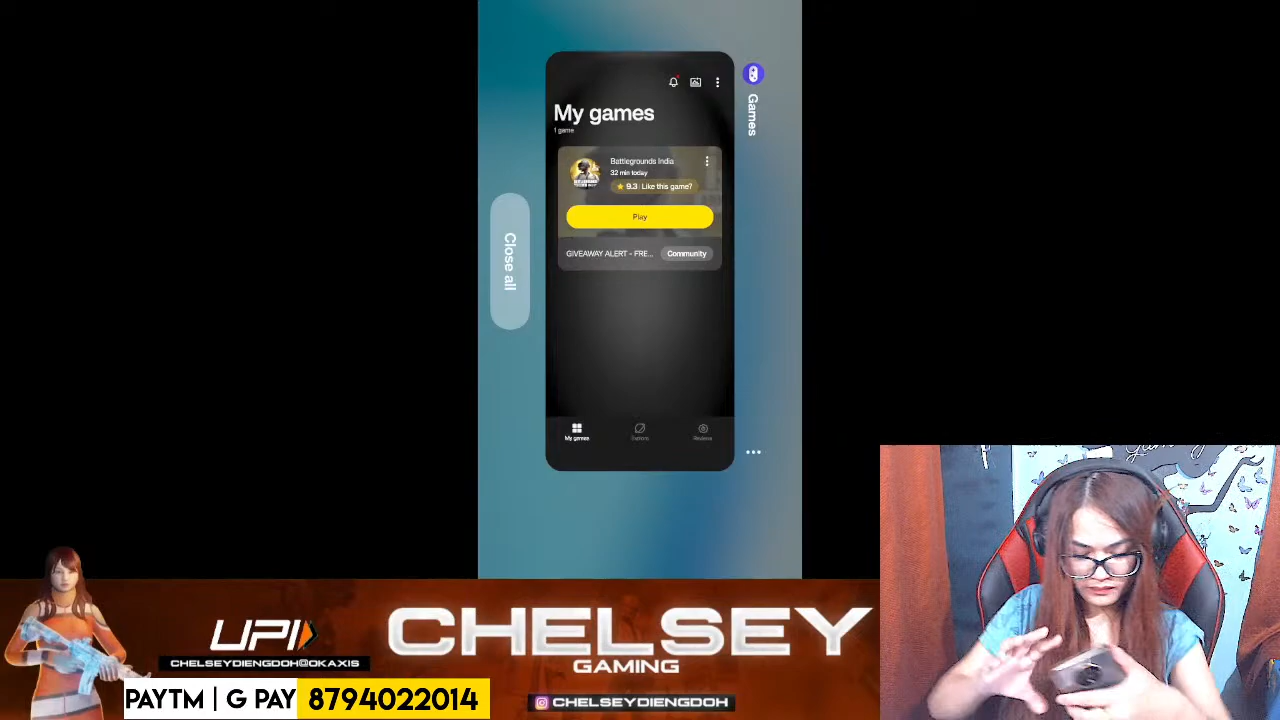 Games
My games
1 game
Battlegrounds India
32 min today
9.3 Like this game?
Play
GIVEAWAY ALERT - FRE...
Community
Close all
My games
UPI
CHELSEYDIENGDOH@OKAXIS
PAYTM | G PAY 8794022014
CHELSEY
GAMING
CHELSEYDIENGDOH